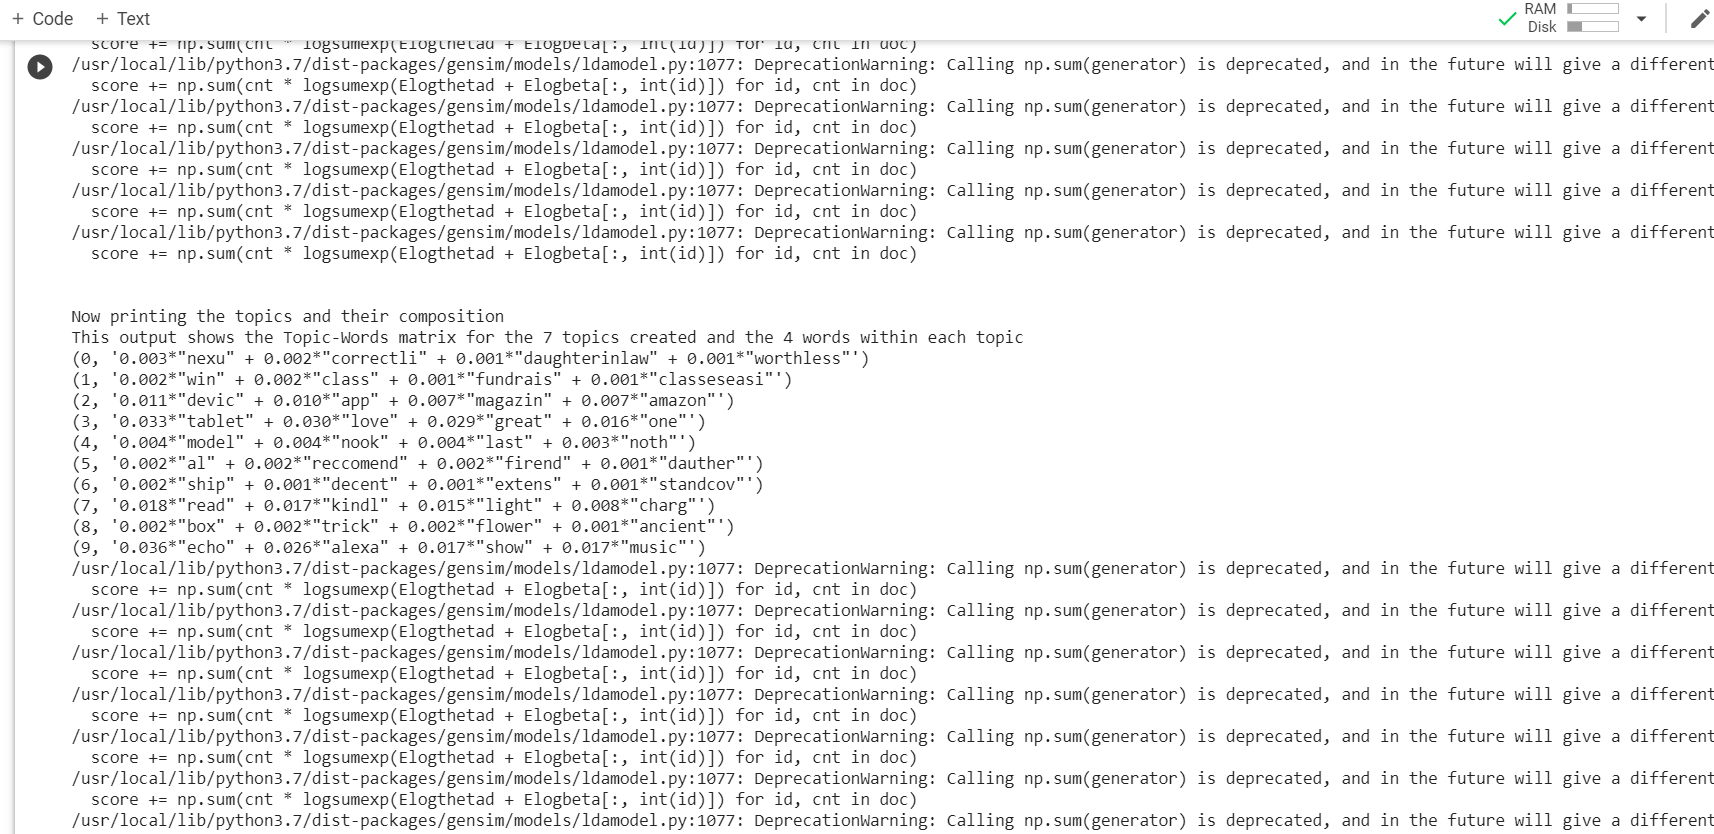 + Code + Text
RAM
Disk
score += np.sum(cnt * logsumexp(Elogthetad + Elogbeta[:, int(id)]) for id, cnt in doc)
/usr/local/lib/python3.7/dist-packages/gensim/models/ldamodel.py:1077: DeprecationWarning: Calling np.sum(generator) is deprecated, and in the future will give a different
score += np.sum(cnt * logsumexp(Elogthetad + Elogbeta[:, int(id)]) for id, cnt in doc)
/usr/local/lib/python3.7/dist-packages/gensim/models/ldamodel.py:1077: DeprecationWarning: Calling np.sum(generator) is deprecated, and in the future will give a different
score += np.sum(cnt * logsumexp(Elogthetad + Elogbeta[:, int(id)]) for id, cnt in doc)
/usr/local/lib/python3.7/dist-packages/gensim/models/ldamodel.py:1077: DeprecationWarning: Calling np.sum(generator) is deprecated, and in the future will give a different
score += np.sum(cnt * logsumexp(Elogthetad + Elogbeta[:, int(id)]) for id, cnt in doc)
/usr/local/lib/python3.7/dist-packages/gensim/models/ldamodel.py:1077: DeprecationWarning: Calling np.sum(generator) is deprecated, and in the future will give a different
score += np.sum(cnt * logsumexp(Elogthetad + Elogbeta[:, int(id)]) for id, cnt in doc)
/usr/local/lib/python3.7/dist-packages/gensim/models/ldamodel.py:1077: DeprecationWarning: Calling np.sum(generator) is deprecated, and in the future will give a different
score += np.sum(cnt * logsumexp(Elogthetad + Elogbeta[:, int(id)]) for id, cnt in doc)
Now printing the topics and their composition
This output shows the Topic-Words matrix for the 7 topics created and the 4 words within each topic
(0, '0.003*"nexu" + 0.002*"correctli" + 0.001*"daughterinlaw" + 0.001*"worthless"')
(1, '0.002*"win" + 0.002*"class" + 0.001*"fundrais" + 0.001*"classeseasi"')
(2, '0.011*"devic" + 0.010*"app" + 0.007*"magazin" + 0.007*"amazon"')
(3, '0.033*"tablet" + 0.030*"love" + 0.029*"great" + 0.016*"one"')
(4, '0.004*"model" + 0.004*"nook" + 0.004*"last" + 0.003*"noth"')
(5, '0.002*"al" + 0.002*"reccomend" + 0.002*"firend" + 0.001*"dauther"')
(6, '0.002*"ship" + 0.001*"decent" + 0.001*"extens" + 0.001*"standcov"')
(7, '0.018*"read" + 0.017*"kindl" + 0.015*"light" + 0.008*"charg"')
(8, '0.002*"box" + 0.002*"trick" + 0.002*"flower" + 0.001*"ancient"')
(9, '0.036*"echo" + 0.026*"alexa" + 0.017*"show" + 0.017*"music"')
/usr/local/lib/python3.7/dist-packages/gensim/models/ldamodel.py:1077: DeprecationWarning: Calling np.sum(generator) is deprecated, and in the future will give a different
score += np.sum(cnt * logsumexp(Elogthetad + Elogbeta[:, int(id)]) for id, cnt in doc)
/usr/local/lib/python3.7/dist-packages/gensim/models/ldamodel.py:1077: DeprecationWarning: Calling np.sum(generator) is deprecated, and in the future will give a different
score += np.sum(cnt * logsumexp(Elogthetad + Elogbeta[:, int(id)]) for id, cnt in doc)
/usr/local/lib/python3.7/dist-packages/gensim/models/ldamodel.py:1077: DeprecationWarning: Calling np.sum(generator) is deprecated, and in the future will give a different
score += np.sum(cnt * logsumexp(Elogthetad + Elogbeta[:, int(id)]) for id, cnt in doc)
/usr/local/lib/python3.7/dist-packages/gensim/models/ldamodel.py:1077: DeprecationWarning: Calling np.sum(generator) is deprecated, and in the future will give a different
score += np.sum(cnt * logsumexp(Elogthetad + Elogbeta[:, int(id)]) for id, cnt in doc)
/usr/local/lib/python3.7/dist-packages/gensim/models/ldamodel.py:1077: DeprecationWarning: Calling np.sum(generator) is deprecated, and in the future will give a different
score += np.sum(cnt * logsumexp(Elogthetad + Elogbeta[:, int(id)]) for id, cnt in doc)
/usr/local/lib/python3.7/dist-packages/gensim/models/ldamodel.py:1077: DeprecationWarning: Calling np.sum(generator) is deprecated, and in the future will give a different
score += np.sum(cnt * logsumexp(Elogthetad + Elogbeta[:, int(id)]) for id, cnt in doc)
/usr/local/lib/python3.7/dist-packages/gensim/models/ldamodel.py:1077: DeprecationWarning: Calling np.sum(generator) is deprecated, and in the future will give a different